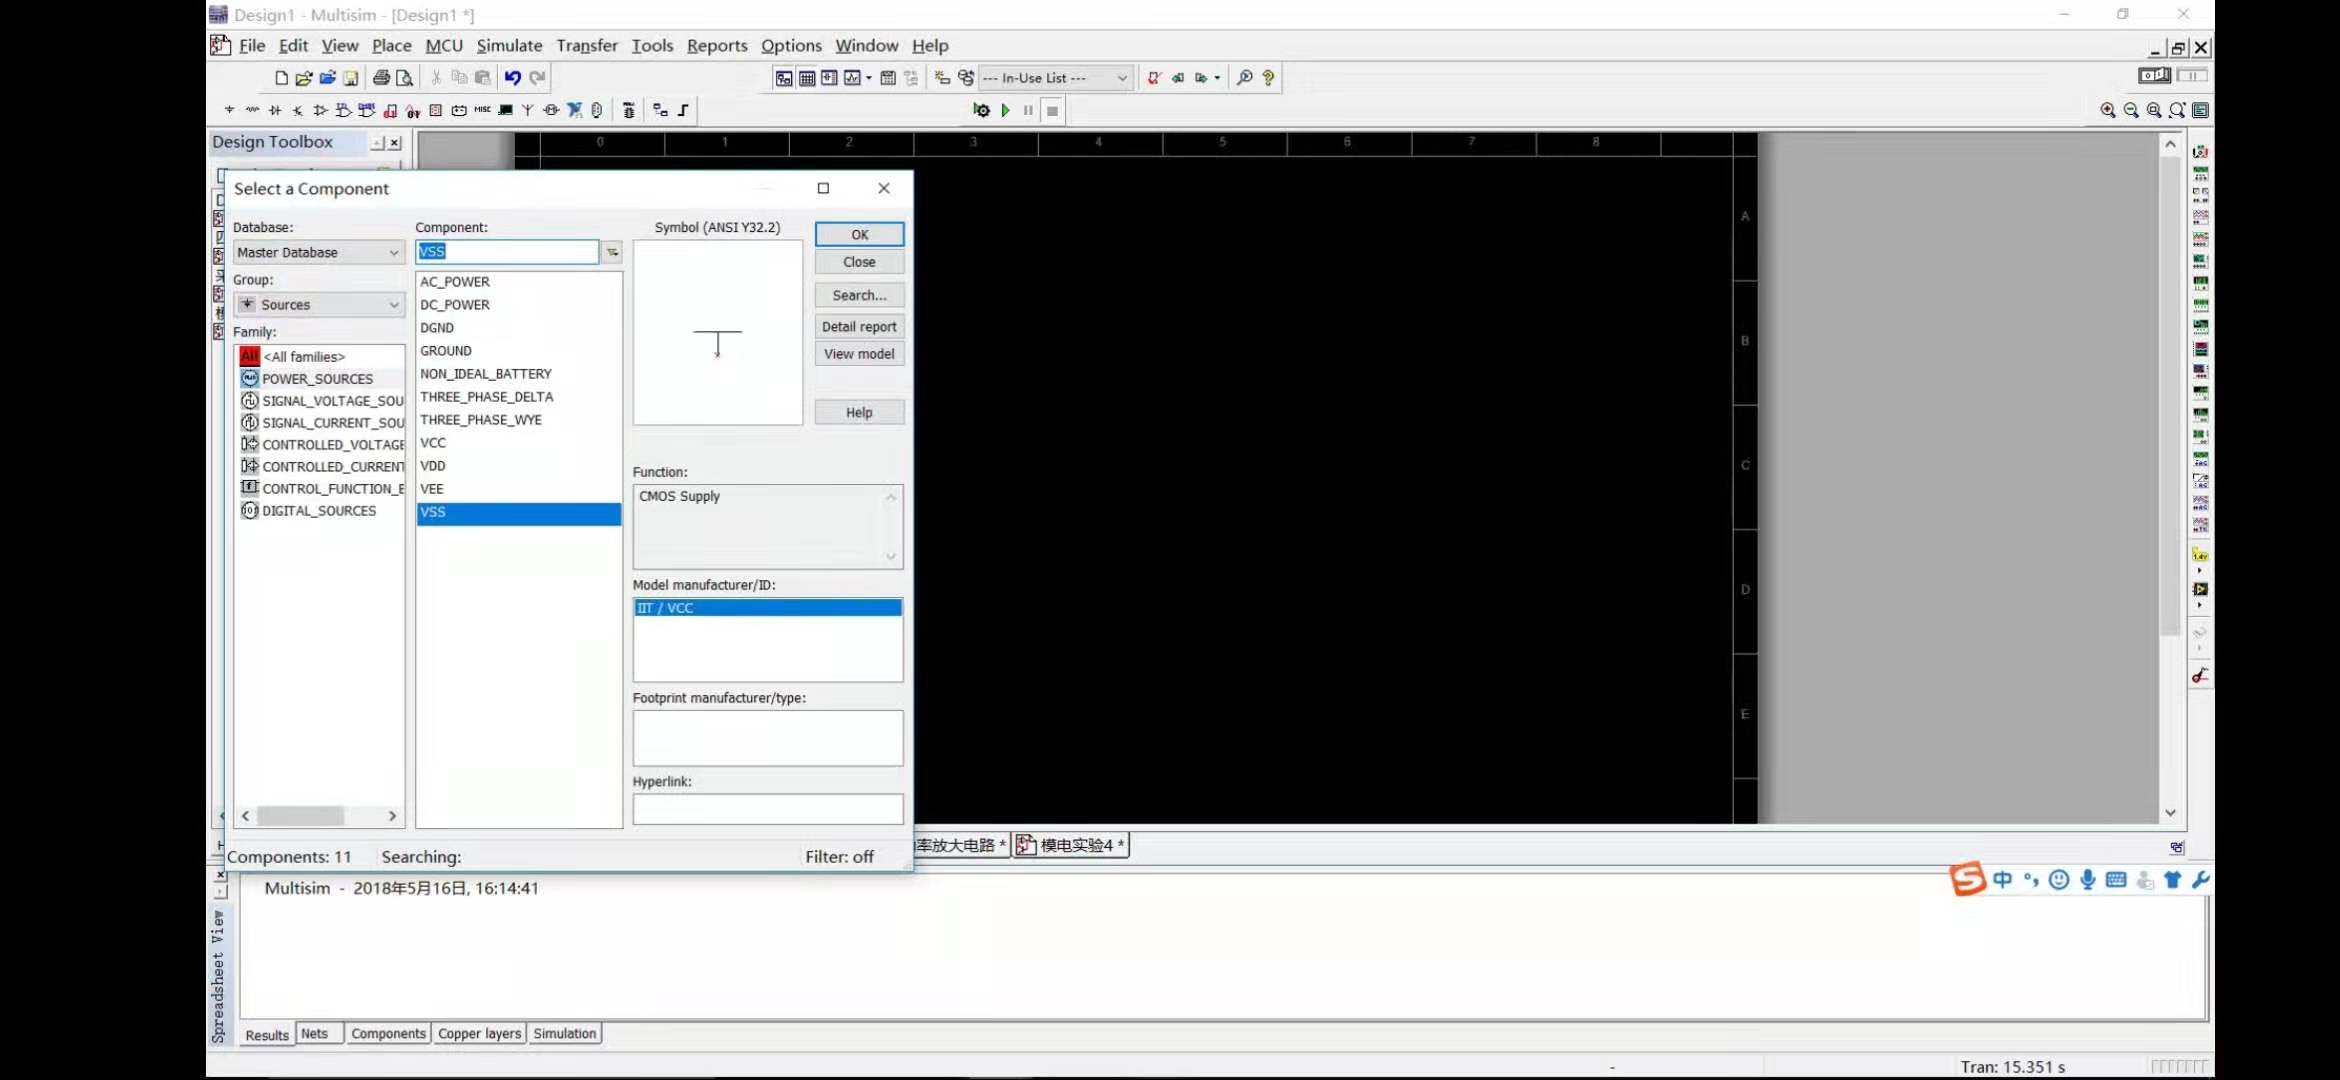 Design1 - Multisim - [Design1 *]
File Edit View Place MCU Simulate Transfer Tools Reports Options Window Help
--- In-Use List ---
MISC
Design Toolbox
0 1 2 3 4 5 6 7 8
Select a Component
Database:
Master Database
Group:
Sources
Family:
All <All families>
POWER_SOURCES
SIGNAL_VOLTAGE_SOU
SIGNAL_CURRENT_SOU
CONTROLLED_VOLTAGE
CONTROLLED_CURRENT
CONTROL_FUNCTION_E
DIGITAL_SOURCES
Component:
VSS
AC_POWER
DC_POWER
DGND
GROUND
NON_IDEAL_BATTERY
THREE_PHASE_DELTA
THREE_PHASE_WYE
VCC
VDD
VEE
VSS
Symbol (ANSI Y32.2)
OK
Close
Search...
Detail report
View model
Help
Function:
CMOS Supply
Model manufacturer/ID:
IIT / VCC
Footprint manufacturer/type:
Hyperlink:
Components: 11 Searching: Filter: off
A
B
C
D
E
率放大电路 * 模电实验4 *
中
Multisim - 2018年5月16日, 16:14:41
Spreadsheet View
Results Nets Components Copper layers Simulation
- Tran: 15.351 s